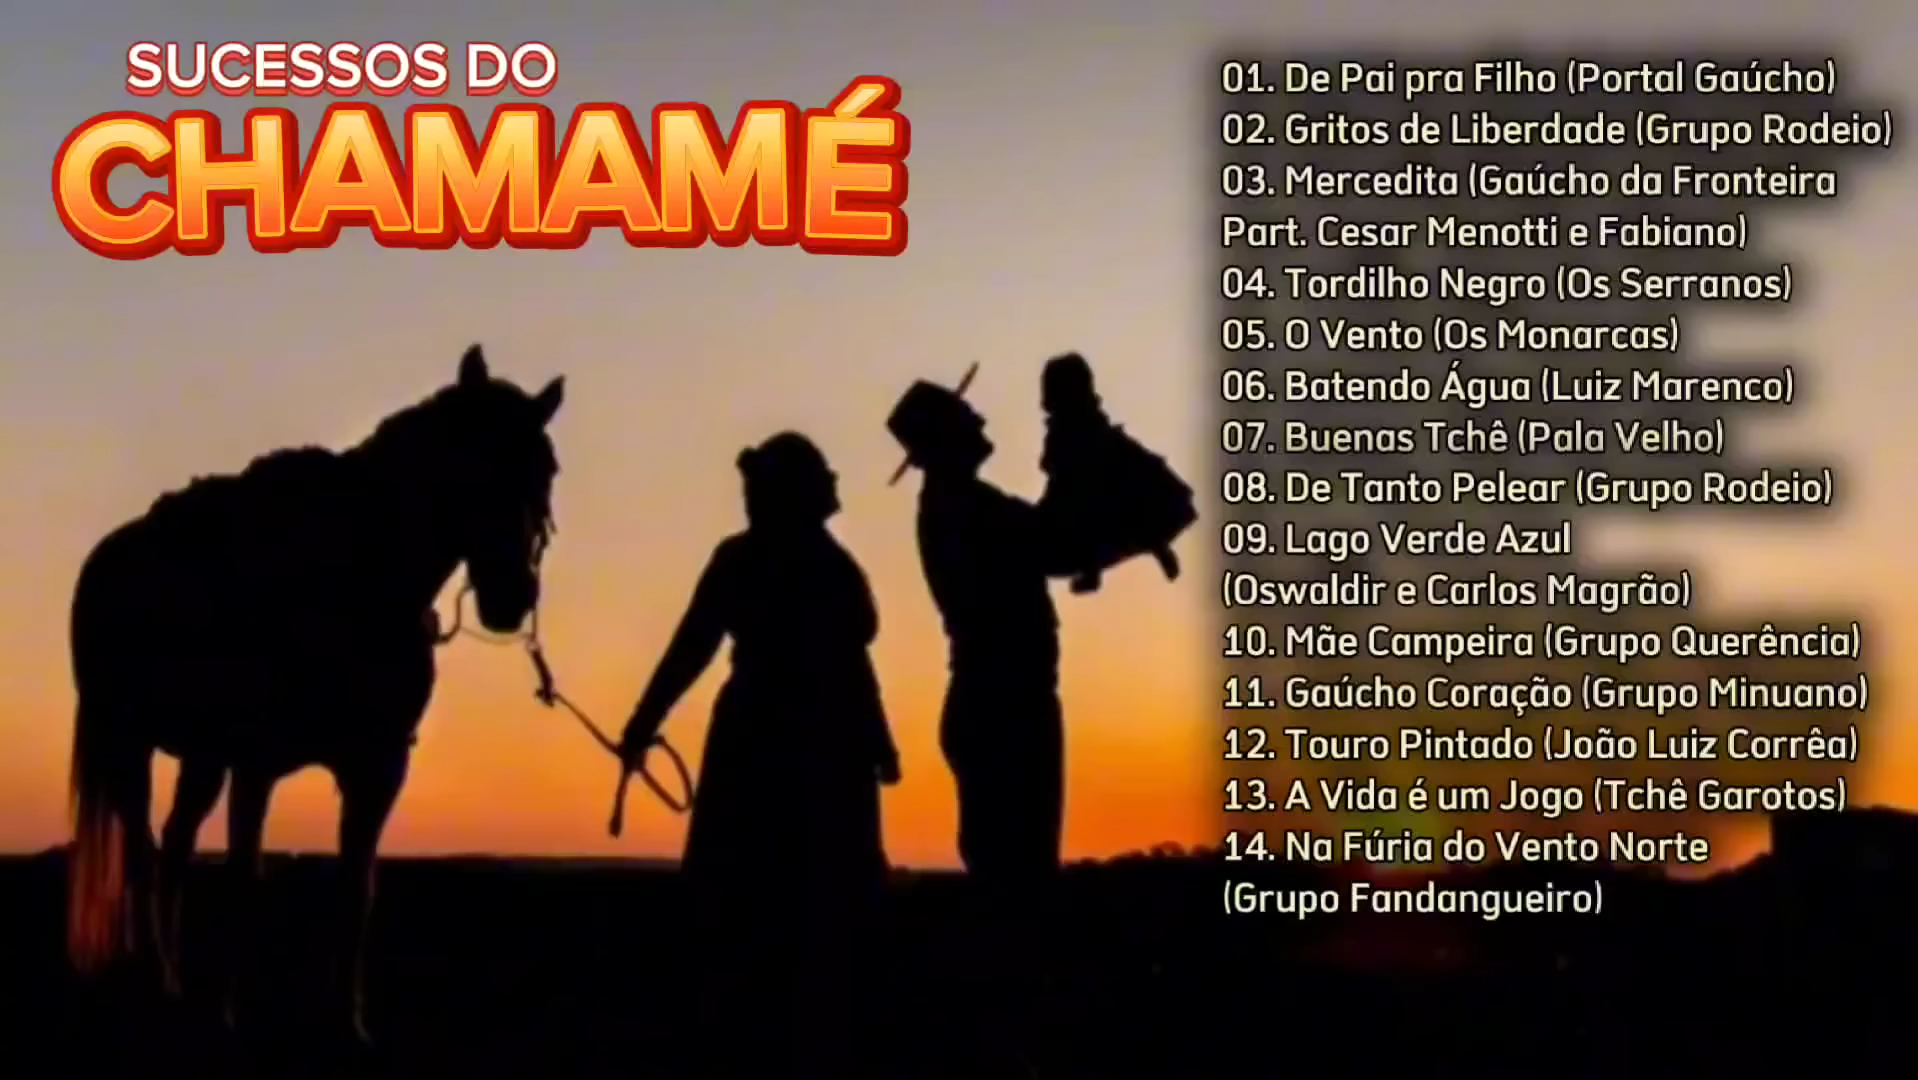 SUCESSOS DO
CHAMAMÉ
01. De Pai pra Filho (Portal Gaúcho)
02. Gritos de Liberdade (Grupo Rodeio)
03. Mercedita (Gaúcho da Fronteira
Part. Cesar Menotti e Fabiano)
04. Tordilho Negro (Os Serranos)
05. O Vento (Os Monarcas)
06. Batendo Água (Luiz Marenco)
07. Buenas Tchê (Pala Velho)
08. De Tanto Pelear (Grupo Rodeio)
09. Lago Verde Azul
(Oswaldir e Carlos Magrão)
10. Mãe Campeira (Grupo Querência)
11. Gaúcho Coração (Grupo Minuano)
12. Touro Pintado (João Luiz Corrêa)
13. A Vida é um Jogo (Tchê Garotos)
14. Na Fúria do Vento Norte
(Grupo Fandangueiro)